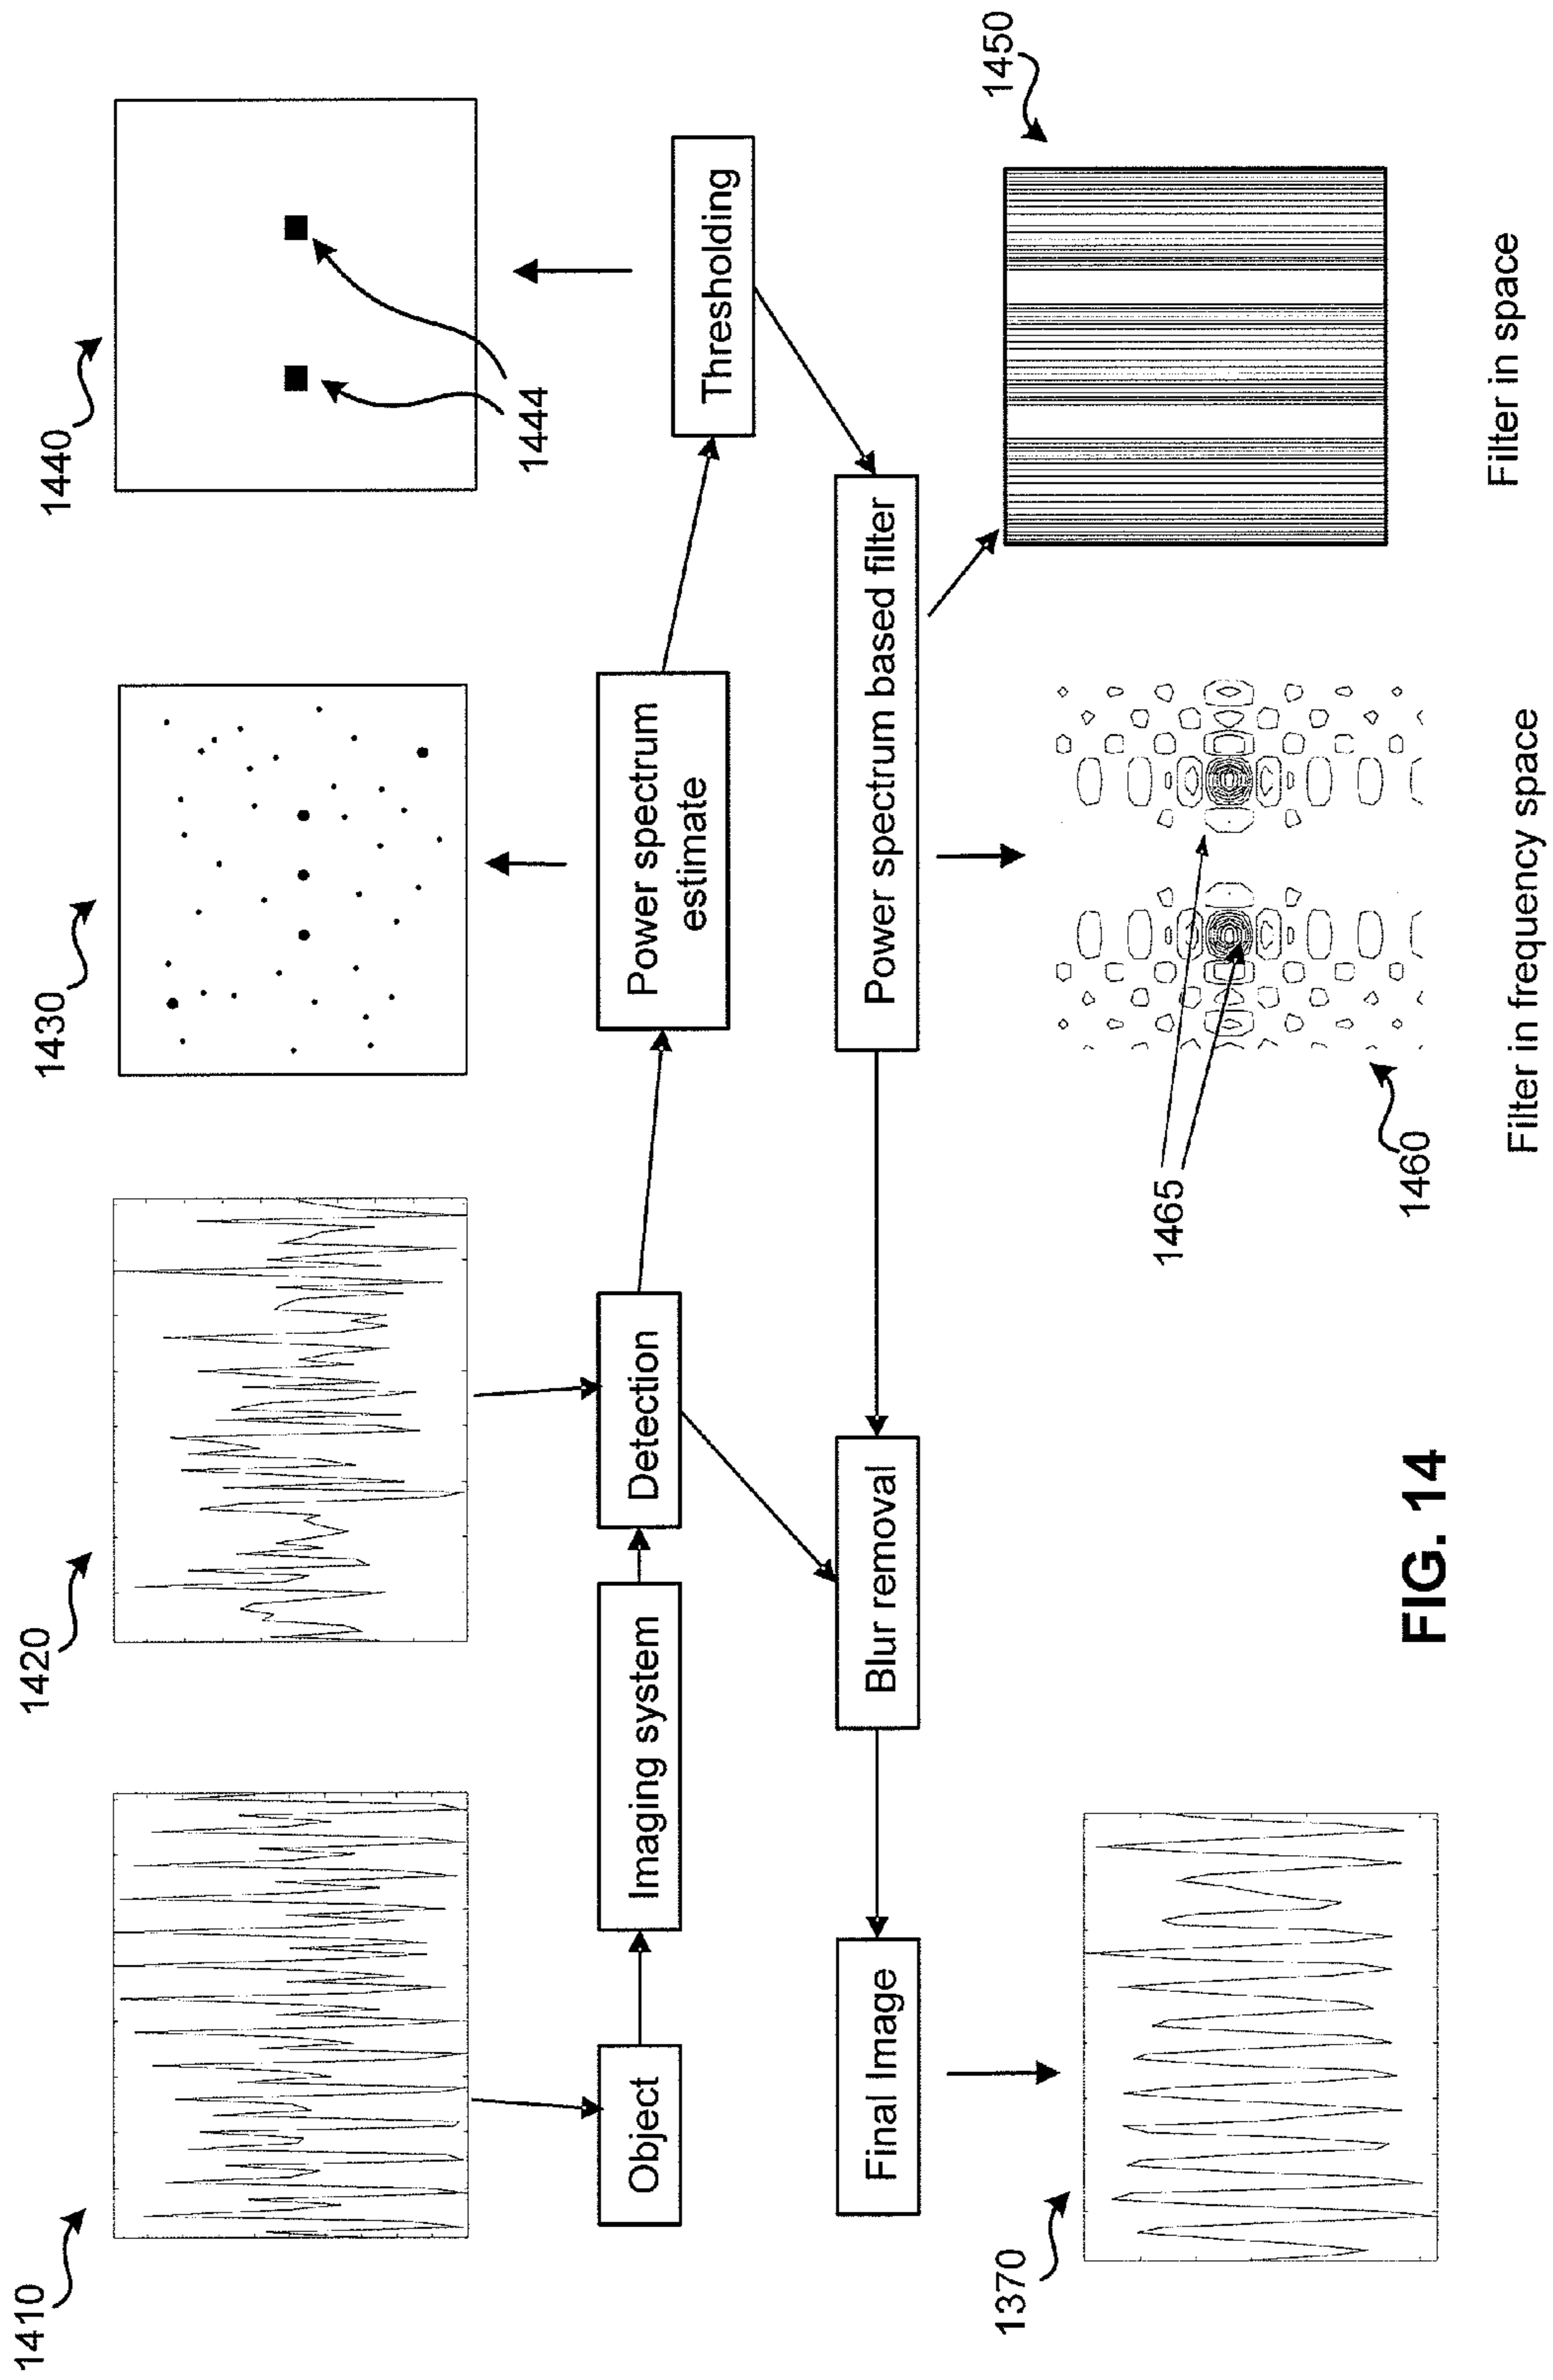 1410
1420
1430
1440
1444
Object
Imaging system
Detection
Power spectrum
estimate
Thresholding
Final Image
Blur removal
Power spectrum based filter
1370
1465
1460
1450
Filter in frequency space
Filter in space
FIG. 14